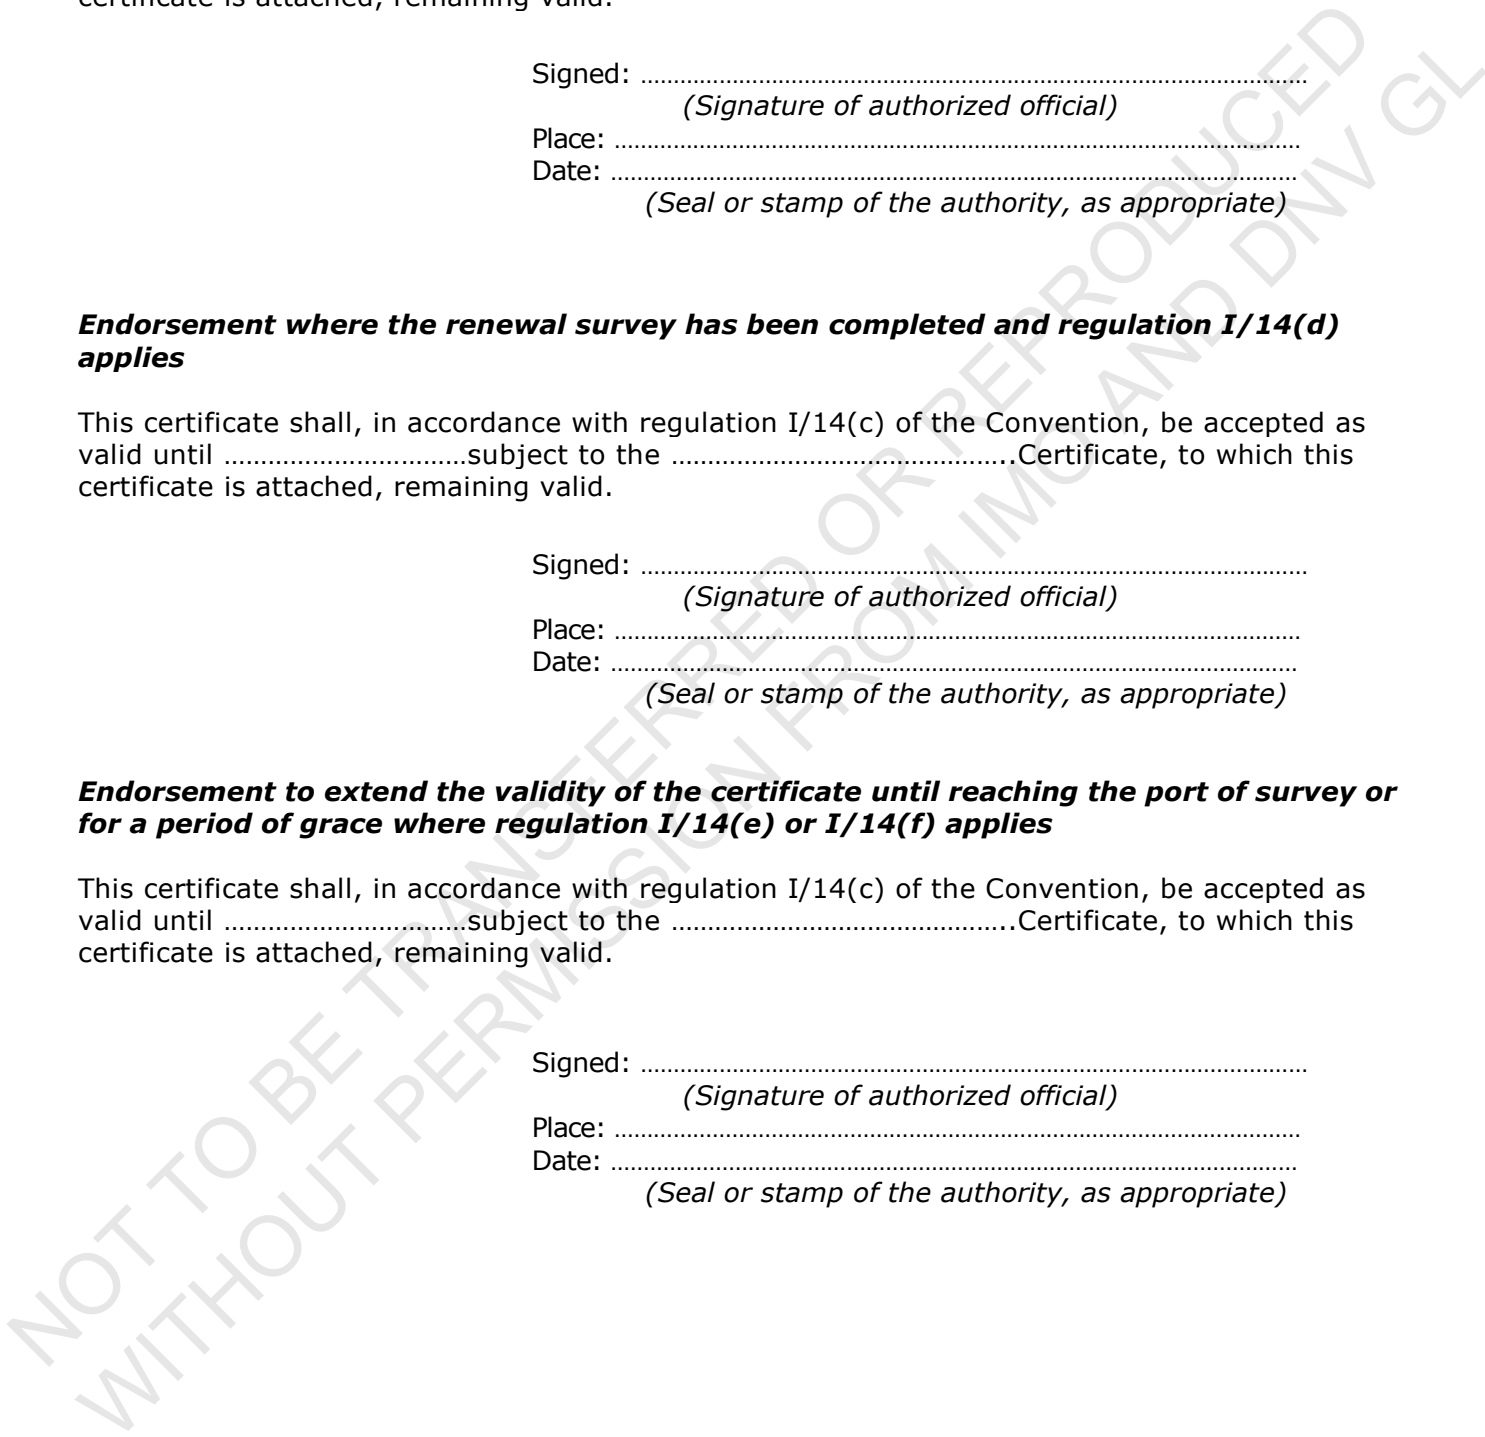 certificate is attached, remaining valid.
Signed: ........................................................................................................
(Signature of authorized official)
Place: ...........................................................................................................
Date: ...........................................................................................................
(Seal or stamp of the authority, as appropriate)
Endorsement where the renewal survey has been completed and regulation I/14(d)
applies
This certificate shall, in accordance with regulation I/14(c) of the Convention, be accepted as
valid until .................................subject to the ...............................................Certificate, to which this
certificate is attached, remaining valid.
Signed: ........................................................................................................
(Signature of authorized official)
Place: ...........................................................................................................
Date: ...........................................................................................................
(Seal or stamp of the authority, as appropriate)
Endorsement to extend the validity of the certificate until reaching the port of survey or
for a period of grace where regulation I/14(e) or I/14(f) applies
This certificate shall, in accordance with regulation I/14(c) of the Convention, be accepted as
valid until .................................subject to the ...............................................Certificate, to which this
certificate is attached, remaining valid.
Signed: ........................................................................................................
(Signature of authorized official)
Place: ...........................................................................................................
Date: ...........................................................................................................
(Seal or stamp of the authority, as appropriate)
NOT TO BE TRANSFERRED OR REPRODUCED
WITHOUT PERMISSION FROM IMO AND DNV GL